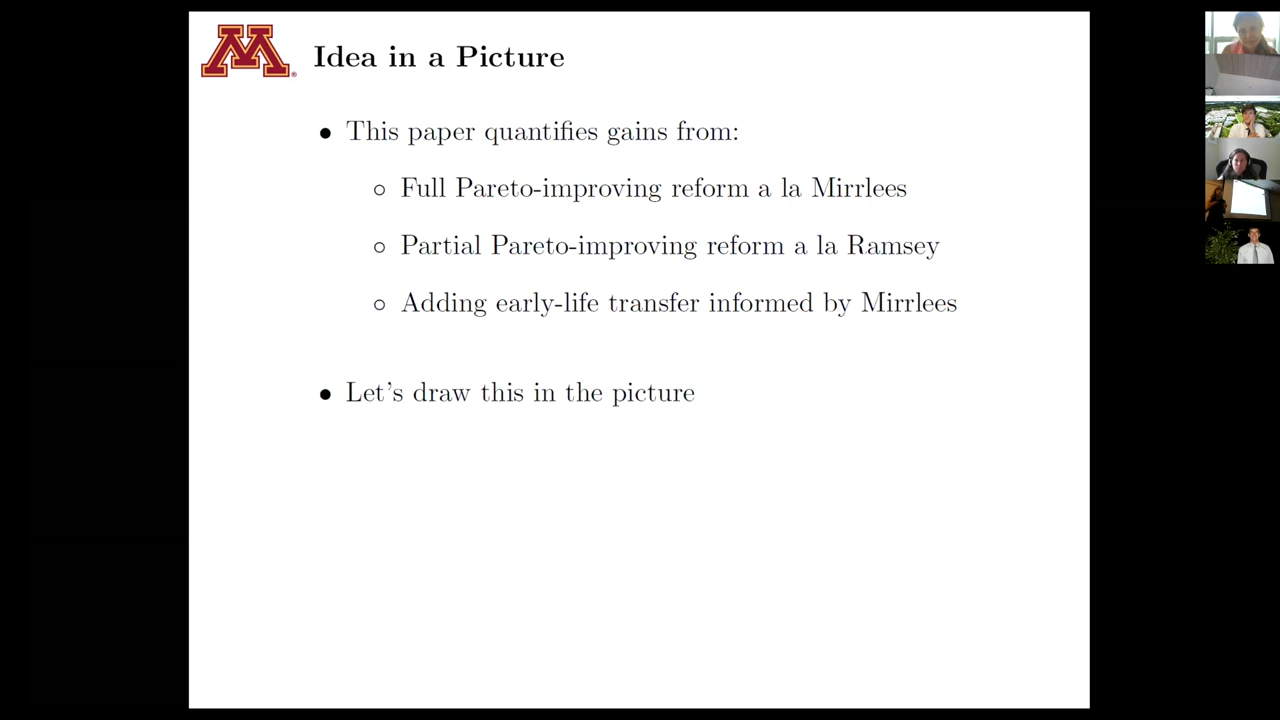 M
Idea in a Picture
• This paper quantifies gains from:
◦ Full Pareto-improving reform a la Mirrlees
◦ Partial Pareto-improving reform a la Ramsey
◦ Adding early-life transfer informed by Mirrlees
• Let's draw this in the picture